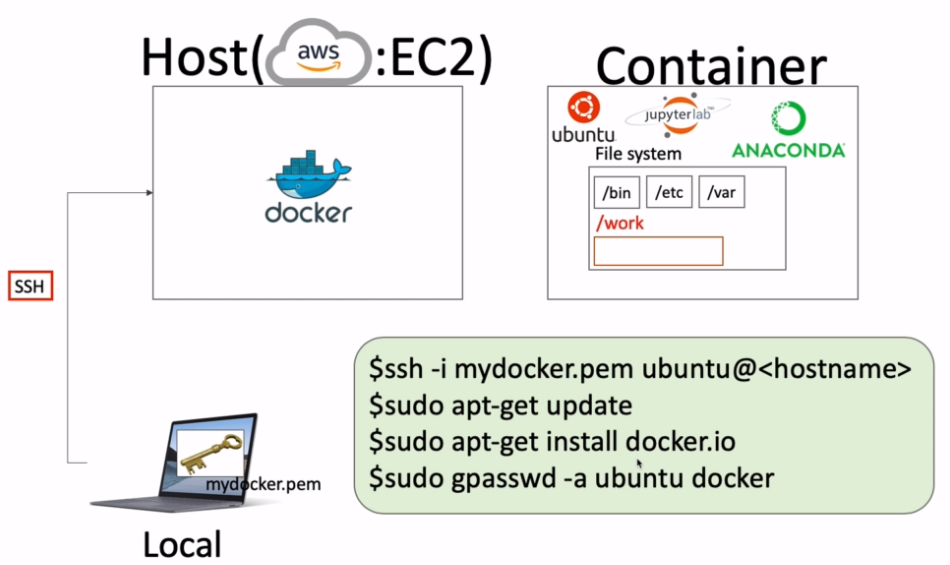 Host(aws:EC2)
Container
ubuntu
jupyterlab™
ANACONDA
File system
/bin
/etc
/var
/work
docker
SSH
$ssh -i mydocker.pem ubuntu@<hostname>
$sudo apt-get update
$sudo apt-get install docker.io
$sudo gpasswd -a ubuntu docker
mydocker.pem
Local